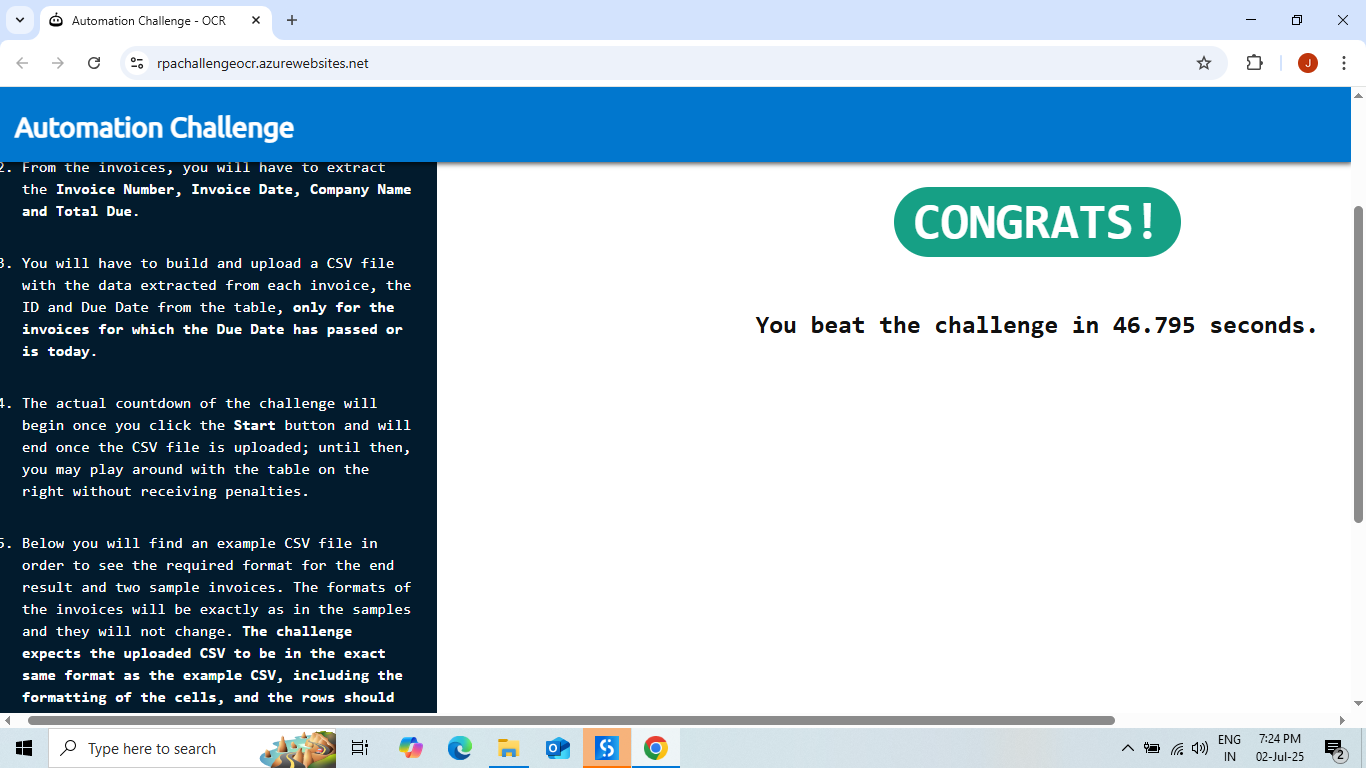 Automation Challenge - OCR
rpachallengeocr.azurewebsites.net
J
Automation Challenge
2. From the invoices, you will have to extract
the Invoice Number, Invoice Date, Company Name
and Total Due.
3. You will have to build and upload a CSV file
with the data extracted from each invoice, the
ID and Due Date from the table, only for the
invoices for which the Due Date has passed or
is today.
4. The actual countdown of the challenge will
begin once you click the Start button and will
end once the CSV file is uploaded; until then,
you may play around with the table on the
right without receiving penalties.
5. Below you will find an example CSV file in
order to see the required format for the end
result and two sample invoices. The formats of
the invoices will be exactly as in the samples
and they will not change. The challenge
expects the uploaded CSV to be in the exact
same format as the example CSV, including the
formatting of the cells, and the rows should
CONGRATS!
You beat the challenge in 46.795 seconds.
Type here to search
ENG
IN
7:24 PM
02-Jul-25
2